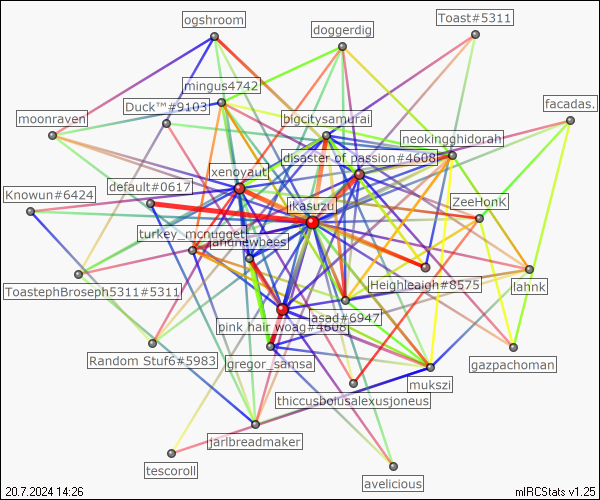 ogshroom
Toast#5311
doggerdig
mingus4742
Duck™#9103
facadas.
moonraven
bigcitysamurai
neokingghidorah
disaster of passion#4608
xenoyaut
default#0617
Knowun#6424
ikasuzu
ZeeHonK
turkey_mcnugget
andnewbees
Heighleaigh#8575
lahnk
ToastephBroseph5311#5311
asad#6947
pink hair woag#4608
Random Stuf6#5983
gregor_samsa
gazpachoman
mukszi
thiccusbolusalexusjoneus
jarlbreadmaker
tescoroll
avelicious
20.7.2024 14:26
mIRCStats v1.25